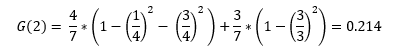 G(2) = 4/7 * (1 − (1/4)² − (3/4)²) + 3/7 * (1 − (3/3)²) = 0.214